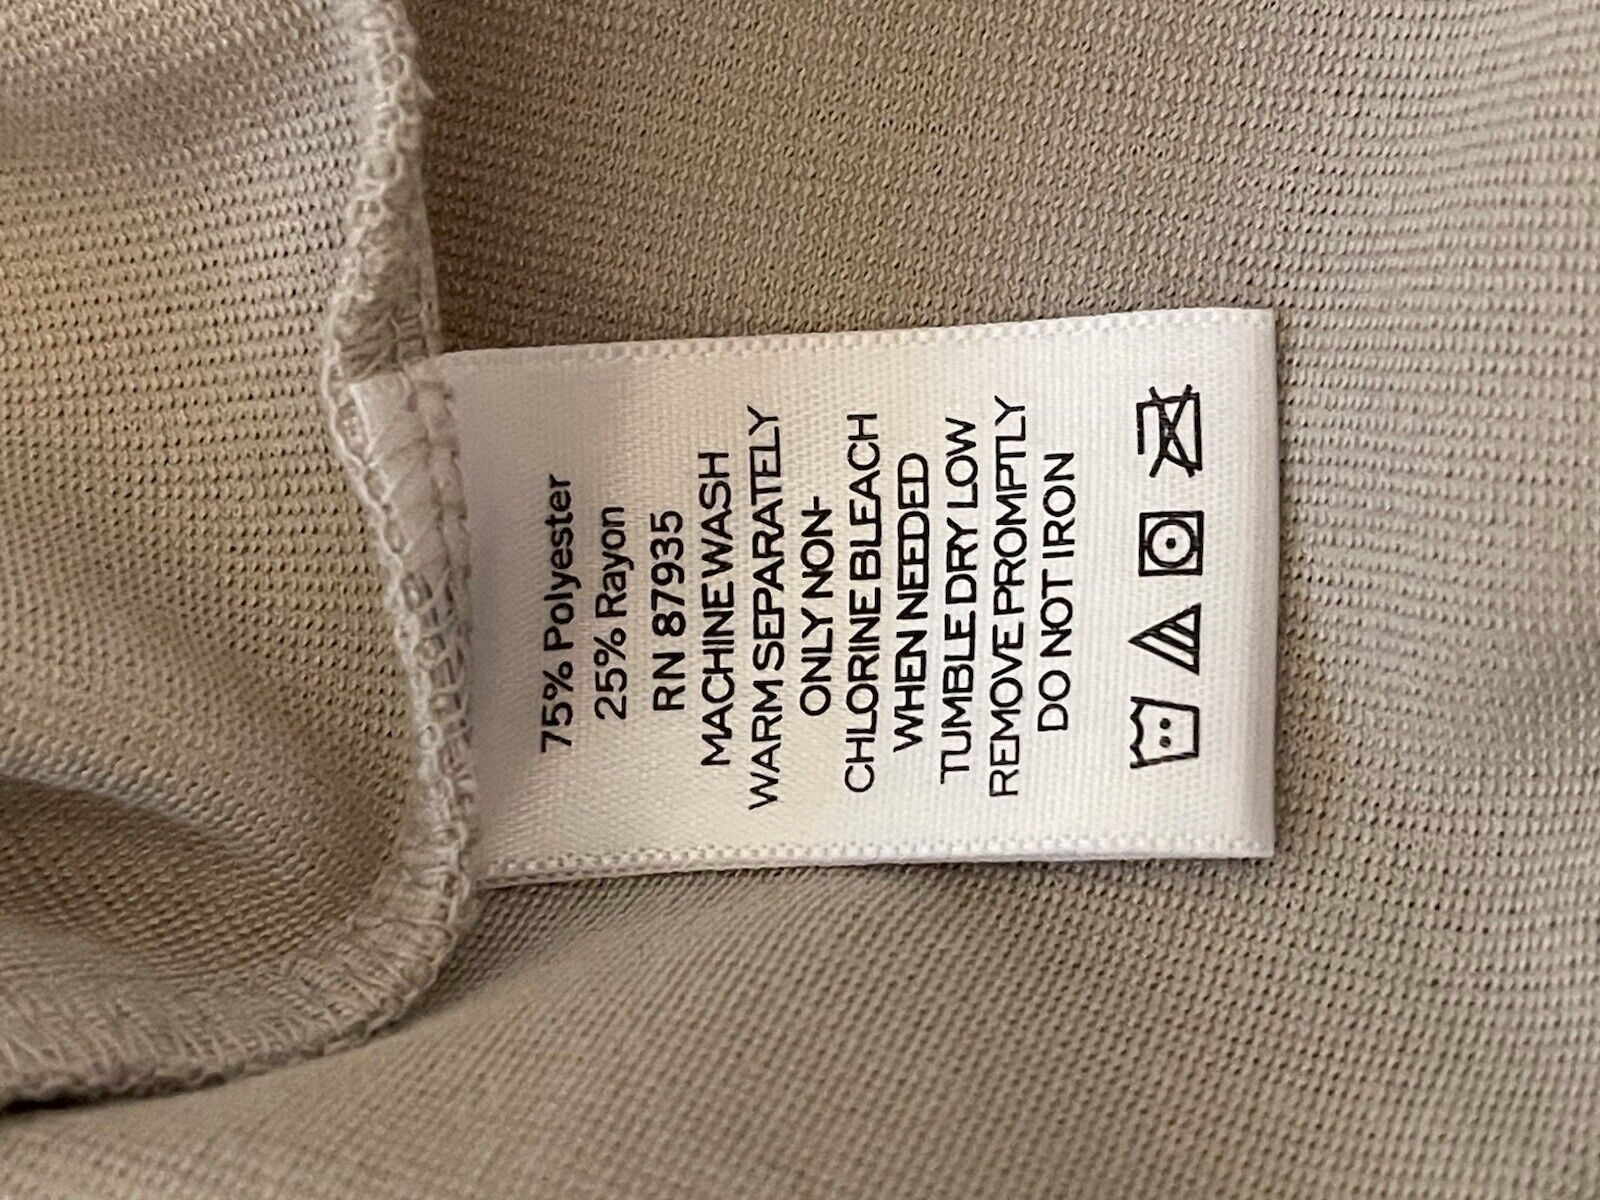 75% Polyester
25% Rayon
RN 87935
MACHINE WASH
WARM SEPARATELY
ONLY NON-
CHLORINE BLEACH
WHEN NEEDED
TUMBLE DRY LOW
REMOVE PROMPTLY
DO NOT IRON